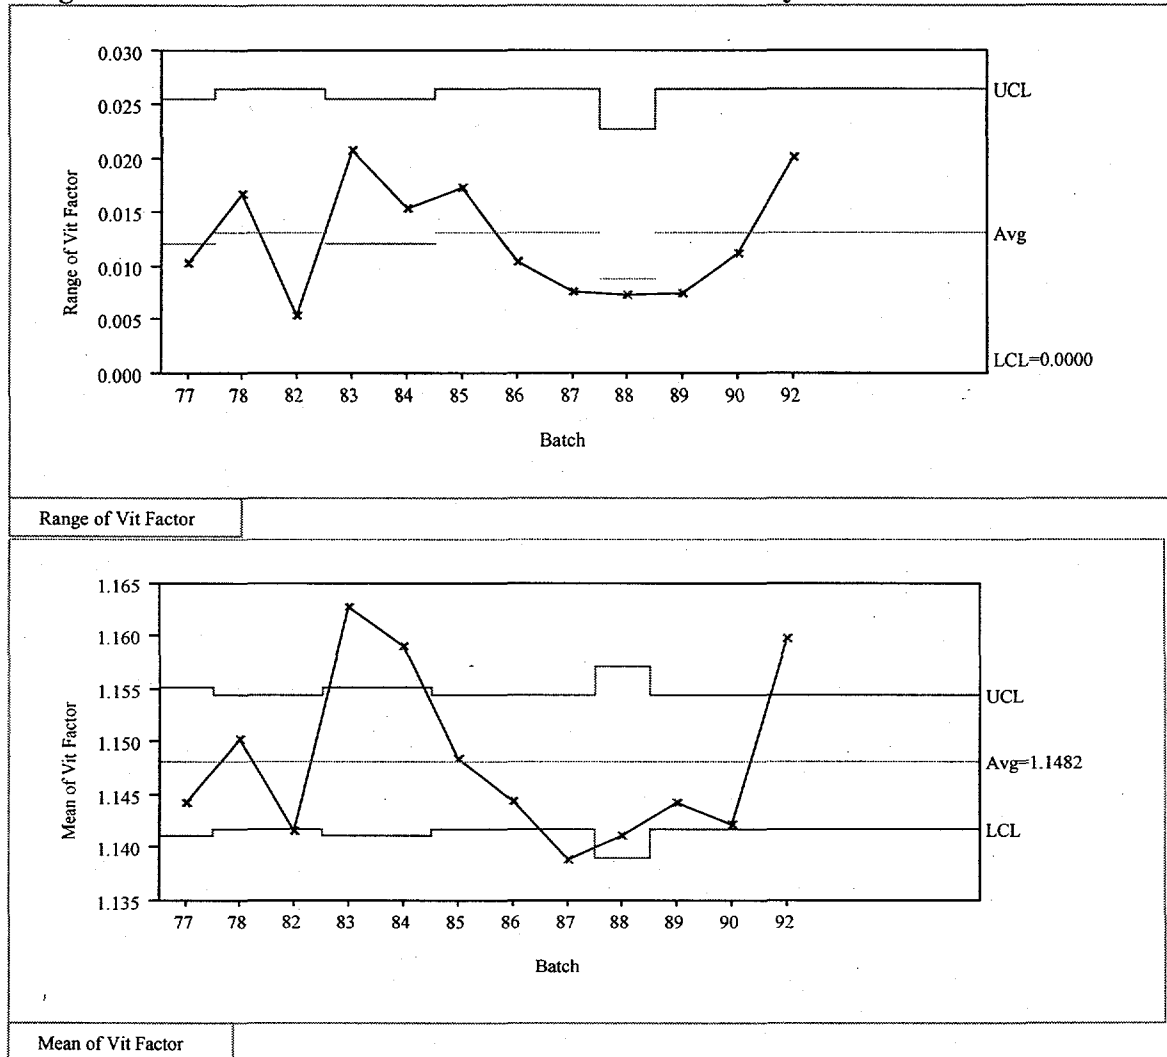 0.030
0.025
0.020
0.015
0.010
0.005
0.000
Range of Vit Factor
UCL
Avg
LCL=0.0000
77 78 82 83 84 85 86 87 88 89 90 92
Batch
Range of Vit Factor
1.165
1.160
1.155
1.150
1.145
1.140
1.135
Mean of Vit Factor
UCL
Avg=1.1482
LCL
77 78 82 83 84 85 86 87 88 89 90 92
Batch
Mean of Vit Factor